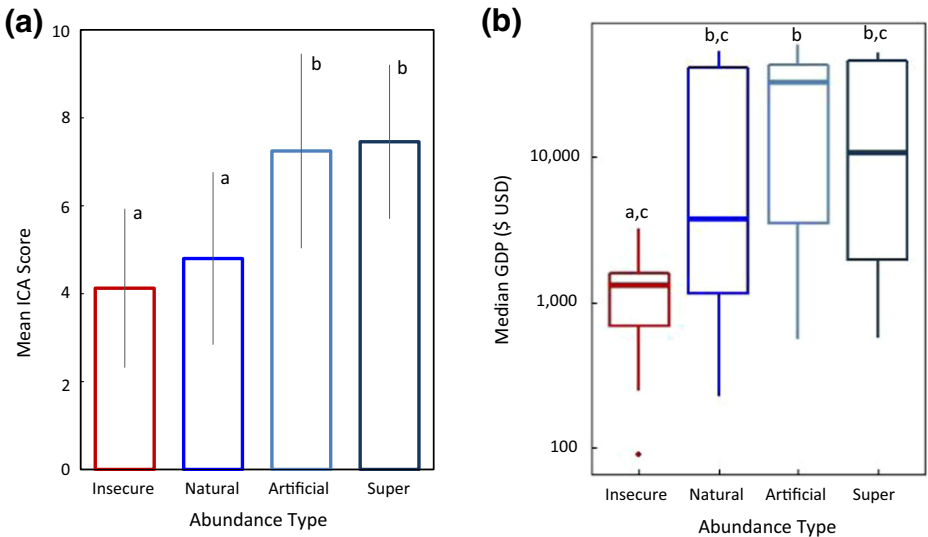 (a)
10
8
6
4
2
0
Mean ICA Score
a
a
b
b
Insecure Natural Artificial Super
Abundance Type
(b)
10,000
1,000
100
Median GDP ($ USD)
a,c
b,c
b
b,c
Insecure Natural Artificial Super
Abundance Type